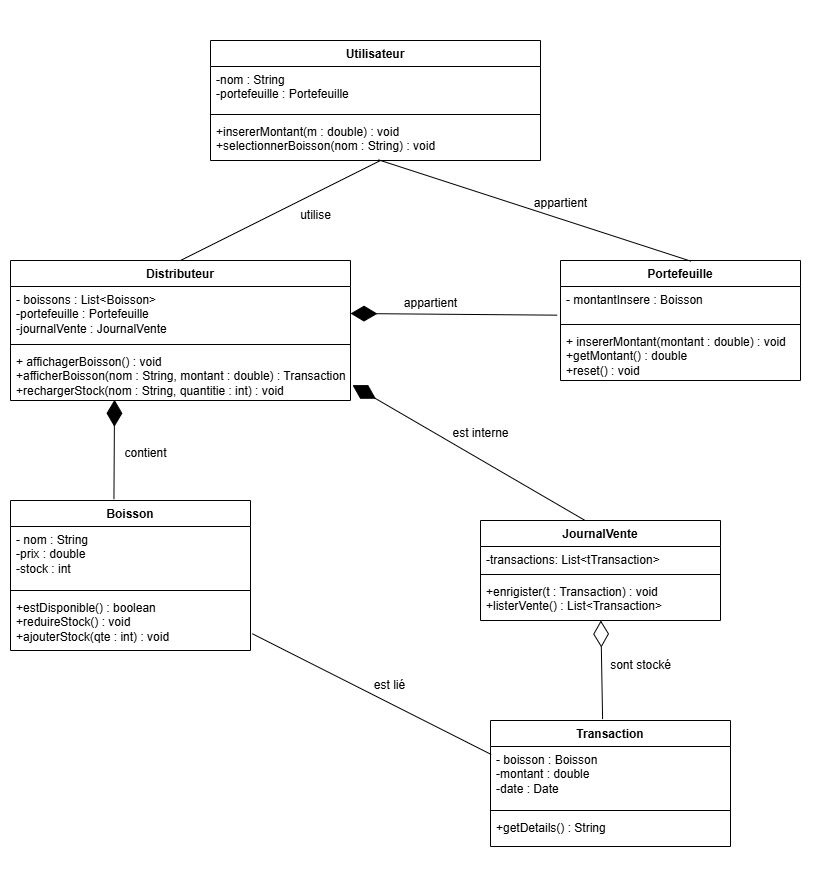 Utilisateur
-nom : String
-portefeuille : Portefeuille
+insererMontant(m : double) : void
+selectionnerBoisson(nom : String) : void
utilise
appartient
Distributeur
- boissons : List<Boisson>
-portefeuille : Portefeuille
-journalVente : JournalVente
+ affichagerBoisson() : void
+afficherBoisson(nom : String, montant : double) : Transaction
+rechargerStock(nom : String, quantitie : int) : void
appartient
Portefeuille
- montantInsere : Boisson
+ insererMontant(montant : double) : void
+getMontant() : double
+reset() : void
contient
est interne
Boisson
- nom : String
-prix : double
-stock : int
+estDisponible() : boolean
+reduireStock() : void
+ajouterStock(qte : int) : void
JournalVente
-transactions: List<tTransaction>
+enrigister(t : Transaction) : void
+listerVente() : List<Transaction>
sont stocké
est lié
Transaction
- boisson : Boisson
-montant : double
-date : Date
+getDetails() : String